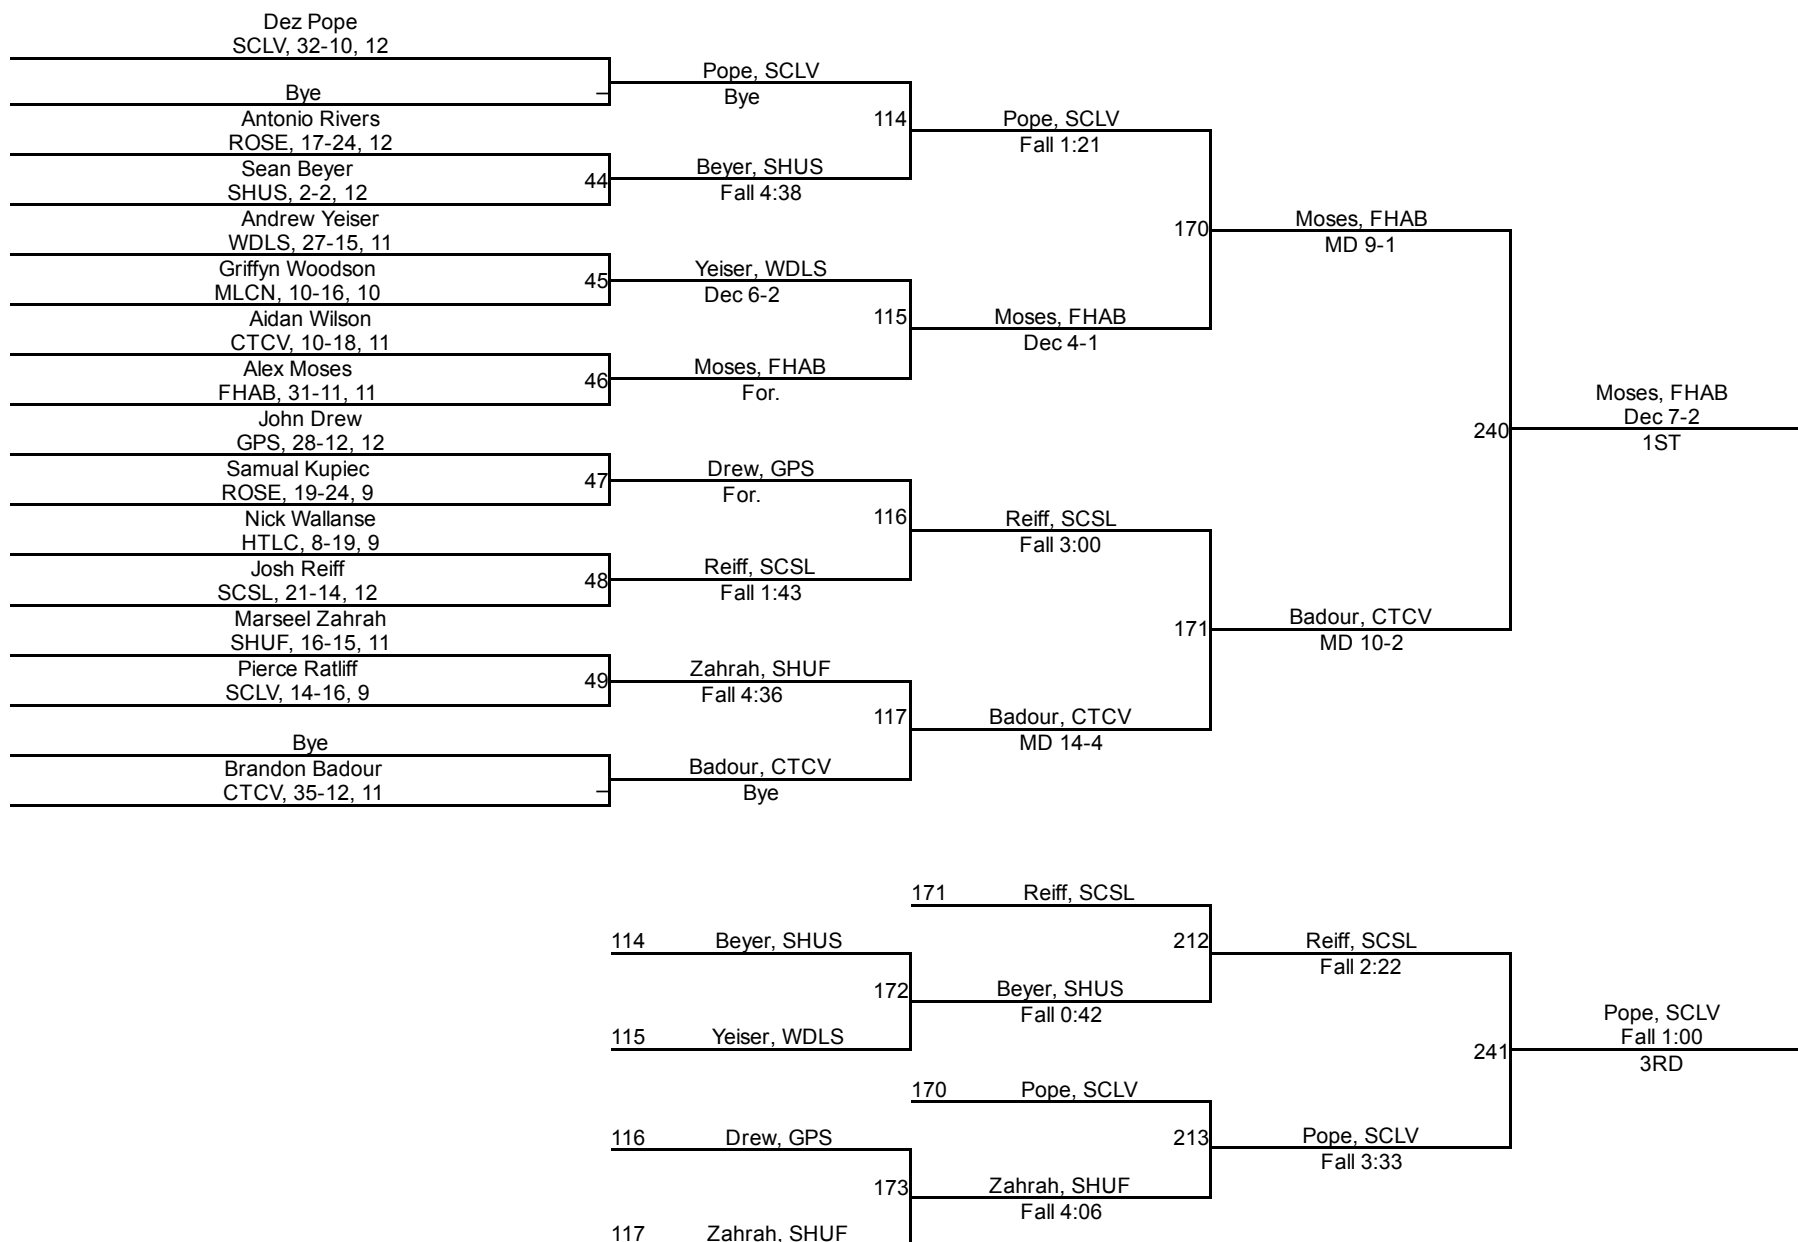 Dez Pope
SCLV, 32-10, 12
Bye
–
Antonio Rivers
ROSE, 17-24, 12
Sean Beyer
SHUS, 2-2, 12
44
Andrew Yeiser
WDLS, 27-15, 11
Griffyn Woodson
MLCN, 10-16, 10
45
Aidan Wilson
CTCV, 10-18, 11
Alex Moses
FHAB, 31-11, 11
46
John Drew
GPS, 28-12, 12
Samual Kupiec
ROSE, 19-24, 9
47
Nick Wallanse
HTLC, 8-19, 9
Josh Reiff
SCSL, 21-14, 12
48
Marseel Zahrah
SHUF, 16-15, 11
Pierce Ratliff
SCLV, 14-16, 9
49
Bye
Brandon Badour
CTCV, 35-12, 11
–
Pope, SCLV
Bye
114
Beyer, SHUS
Fall 4:38
Yeiser, WDLS
Dec 6-2
115
Moses, FHAB
For.
Drew, GPS
For.
116
Reiff, SCSL
Fall 1:43
Zahrah, SHUF
Fall 4:36
117
Badour, CTCV
Bye
Pope, SCLV
Fall 1:21
170
Moses, FHAB
Dec 4-1
Reiff, SCSL
Fall 3:00
171
Badour, CTCV
MD 14-4
Moses, FHAB
MD 9-1
240
Badour, CTCV
MD 10-2
Moses, FHAB
Dec 7-2
1ST
171 Reiff, SCSL
114 Beyer, SHUS
212
172
Beyer, SHUS
Fall 0:42
115 Yeiser, WDLS
170 Pope, SCLV
116 Drew, GPS
213
173
Zahrah, SHUF
Fall 4:06
117 Zahrah, SHUF
Reiff, SCSL
Fall 2:22
241
Pope, SCLV
Fall 3:33
Pope, SCLV
Fall 1:00
3RD